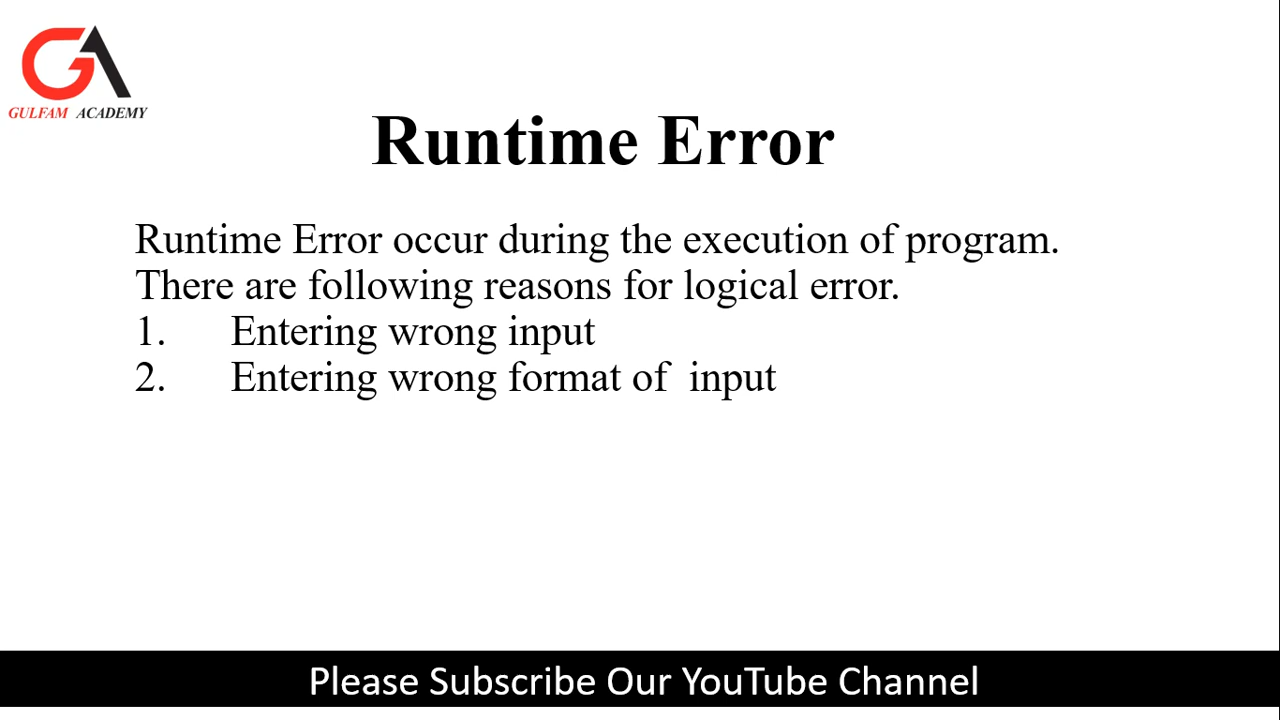 GULFAM ACADEMY
Runtime Error
Runtime Error occur during the execution of program.
There are following reasons for logical error.
1. Entering wrong input
2. Entering wrong format of input
Please Subscribe Our YouTube Channel